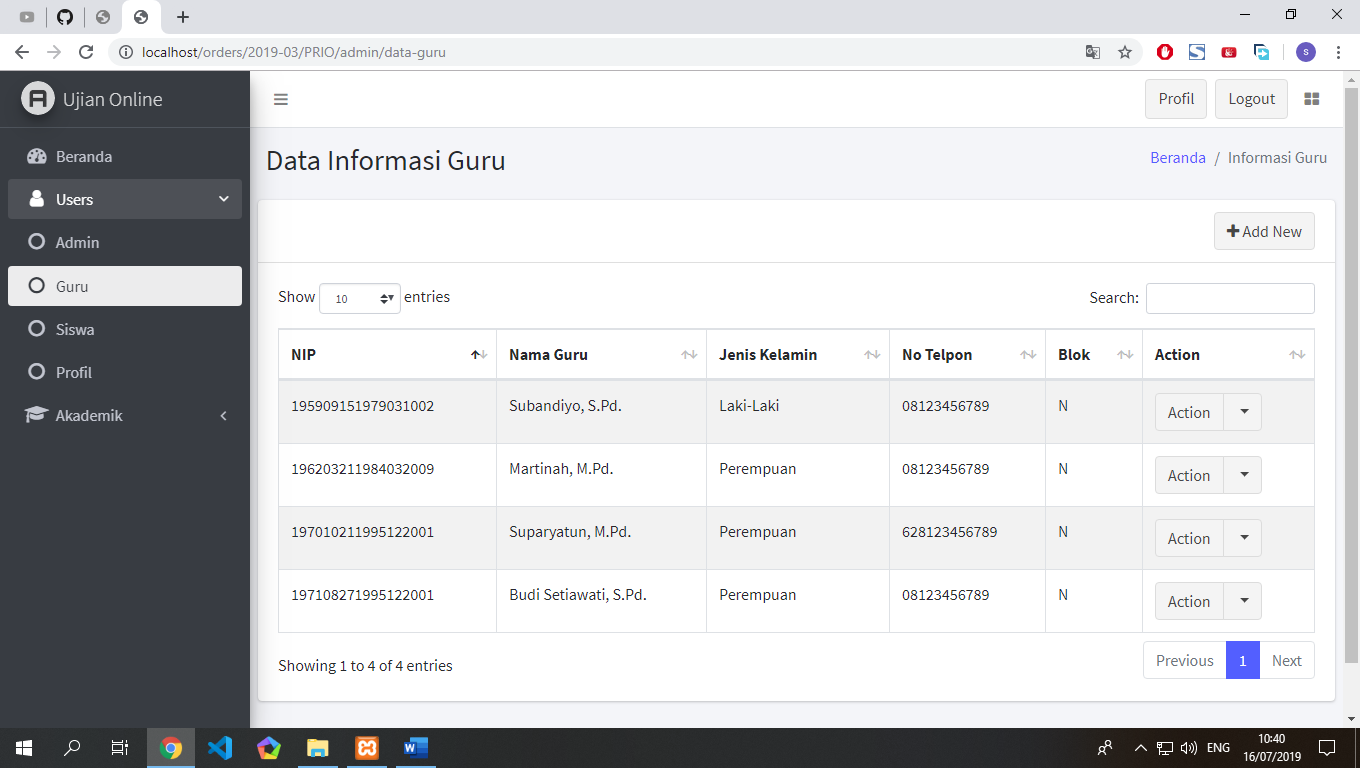 localhost/orders/2019-03/PRIO/admin/data-guru
S
Ujian Online
Profil
Logout
Beranda
Users
Admin
Guru
Siswa
Profil
Akademik
Data Informasi Guru
Beranda / Informasi Guru
Add New
Show 10 entries
Search:
NIP Nama Guru Jenis Kelamin No Telpon Blok Action
195909151979031002 Subandiyo, S.Pd. Laki-Laki 08123456789 N Action
196203211984032009 Martinah, M.Pd. Perempuan 08123456789 N Action
197010211995122001 Suparyatun, M.Pd. Perempuan 628123456789 N Action
197108271995122001 Budi Setiawati, S.Pd. Perempuan 08123456789 N Action
Showing 1 to 4 of 4 entries
Previous 1 Next
ENG
10:40
16/07/2019